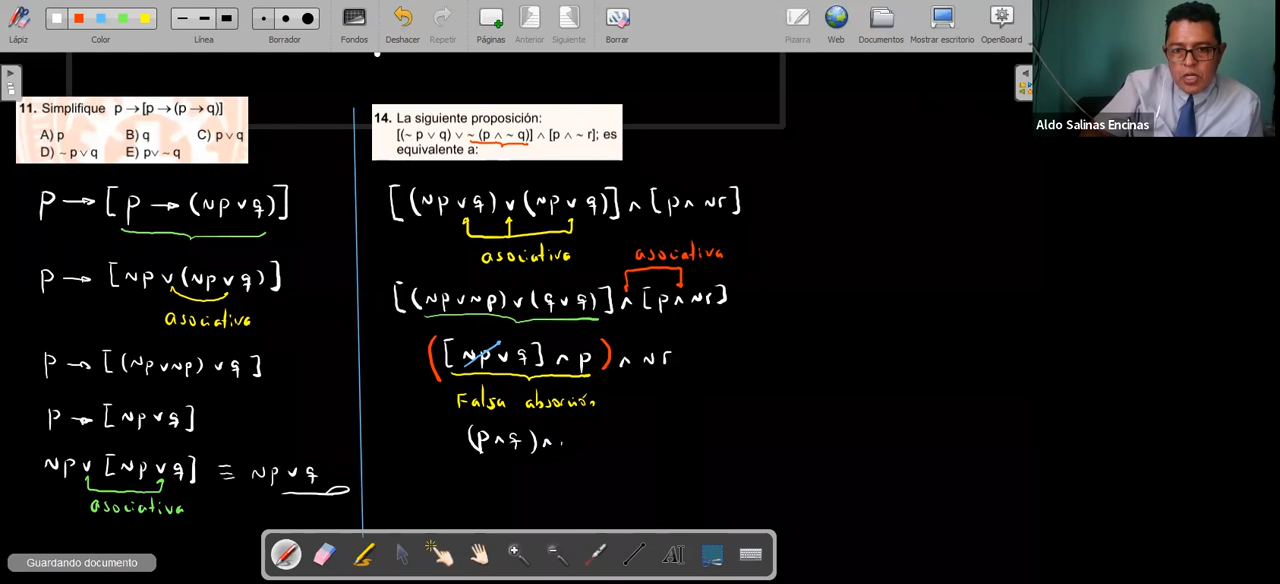 Lápiz
Color
Línea
Borrador
Fondos
Deshacer
Repetir
Páginas
Anterior
Siguiente
Borrar
Pizarra
Web
Documentos
Mostrar escritorio
OpenBoard
Aldo Salinas Encinas
11. Simplifique p → [p → (p → q)]
A) p B) q C) p ∨ q
D) ~ p ∨ q E) p∨ ~ q
p → [p → (~p ∨ q)]
p → [~p ∨ (~p ∨ q)]
asociativa
p → [(~p ∨ ~p) ∨ q]
p → [~p ∨ q]
~p ∨ [~p ∨ q] ≡ ~p ∨ q
asociativa
14. La siguiente proposición:
[(~ p ∨ q) ∨ ~ (p ∧ ~ q)] ∧ [p ∧ ~ r]; es
equivalente a:
[(~p ∨ q) ∨ (~p ∨ q)] ∧ [p ∧ ~r]
asociativa asociativa
[(~p ∨ ~p) ∨ (q ∨ q)] ∧ [p ∧ ~r]
([~p ∨ q] ∧ p) ∧ ~r
Falsa absorción
(p ∧ q) ∧
Guardando documento
AI